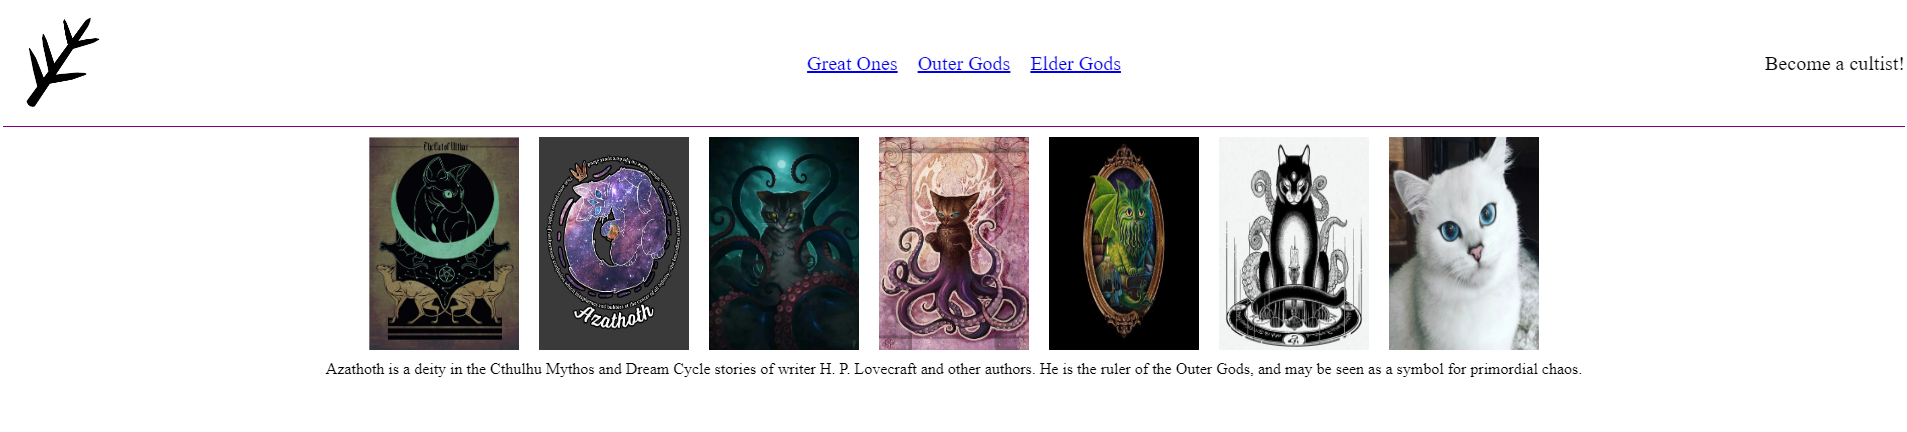 Great Ones Outer Gods Elder Gods Become a cultist!
The Cat of Ulthar
Azathoth
Azathoth is a deity in the Cthulhu Mythos and Dream Cycle stories of writer H. P. Lovecraft and other authors. He is the ruler of the Outer Gods, and may be seen as a symbol for primordial chaos.